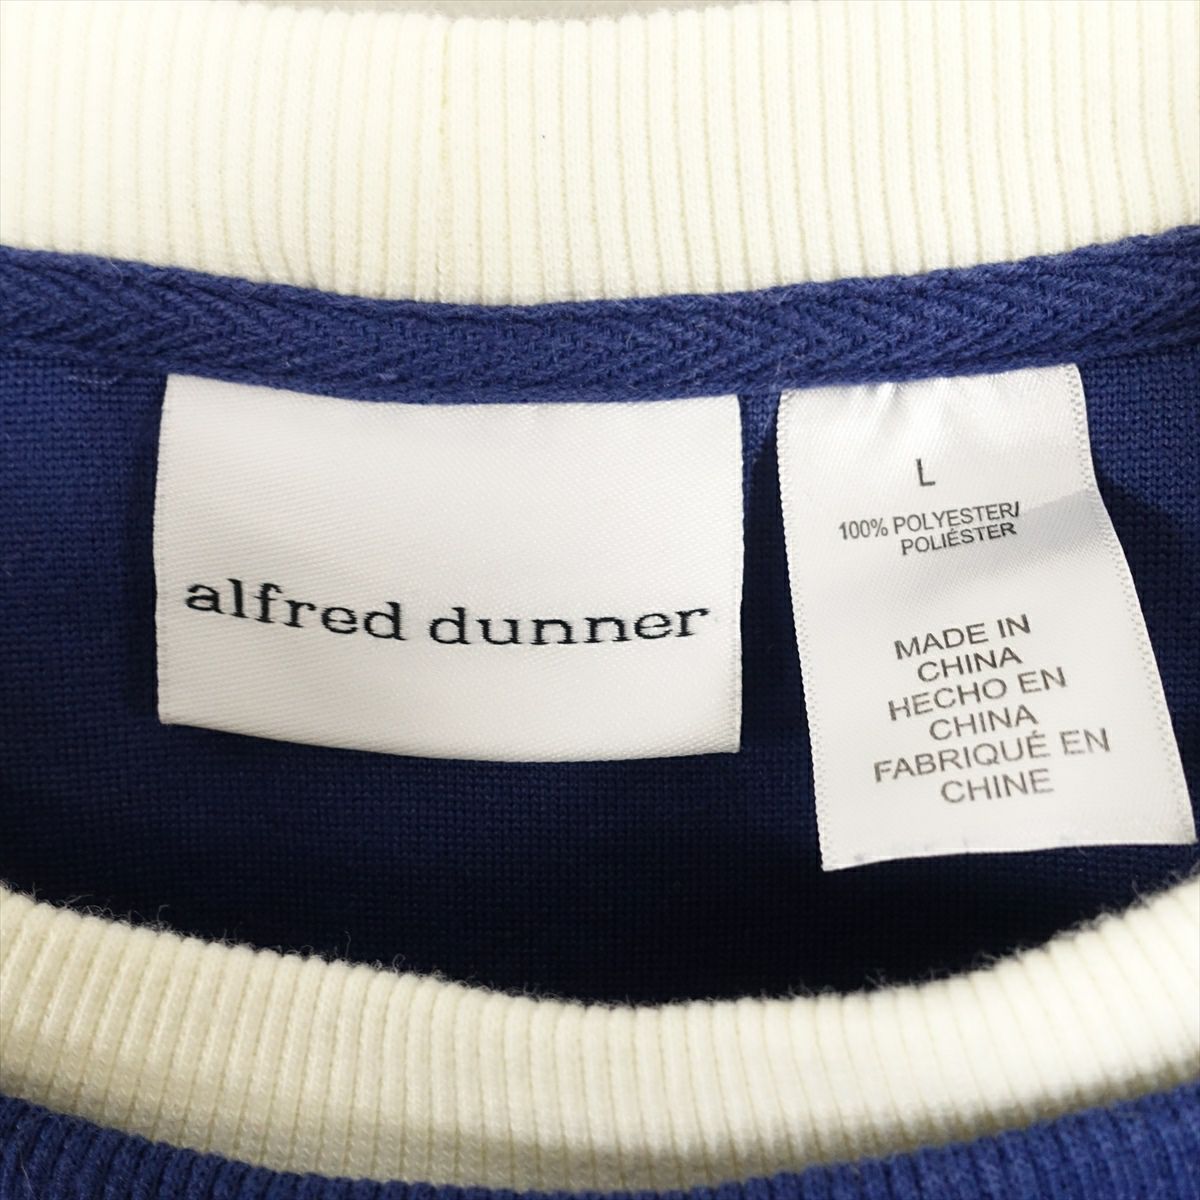 alfred dunner
L
100% POLYESTER/
POLIÉSTER
MADE IN
CHINA
HECHO EN
CHINA
FABRIQUÉ EN
CHINE